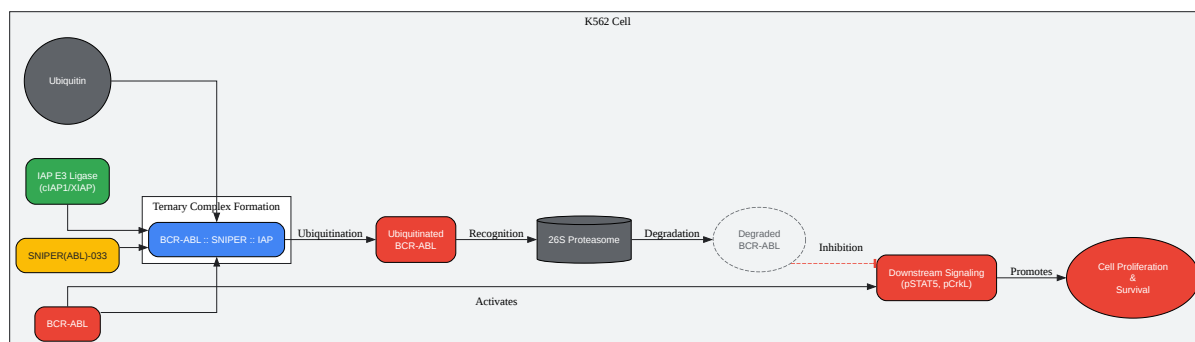 K562 Cell
Ubiquitin
IAP E3 Ligase
(cIAP1/XIAP)
Ternary Complex Formation
BCR-ABL :: SNIPER :: IAP
SNIPER(ABL)-033
BCR-ABL
Ubiquitination
Ubiquitinated
BCR-ABL
Recognition
26S Proteasome
Degradation
Degraded
BCR-ABL
Inhibition
Activates
Downstream Signaling
(pSTAT5, pCrkL)
Promotes
Cell Proliferation
&
Survival